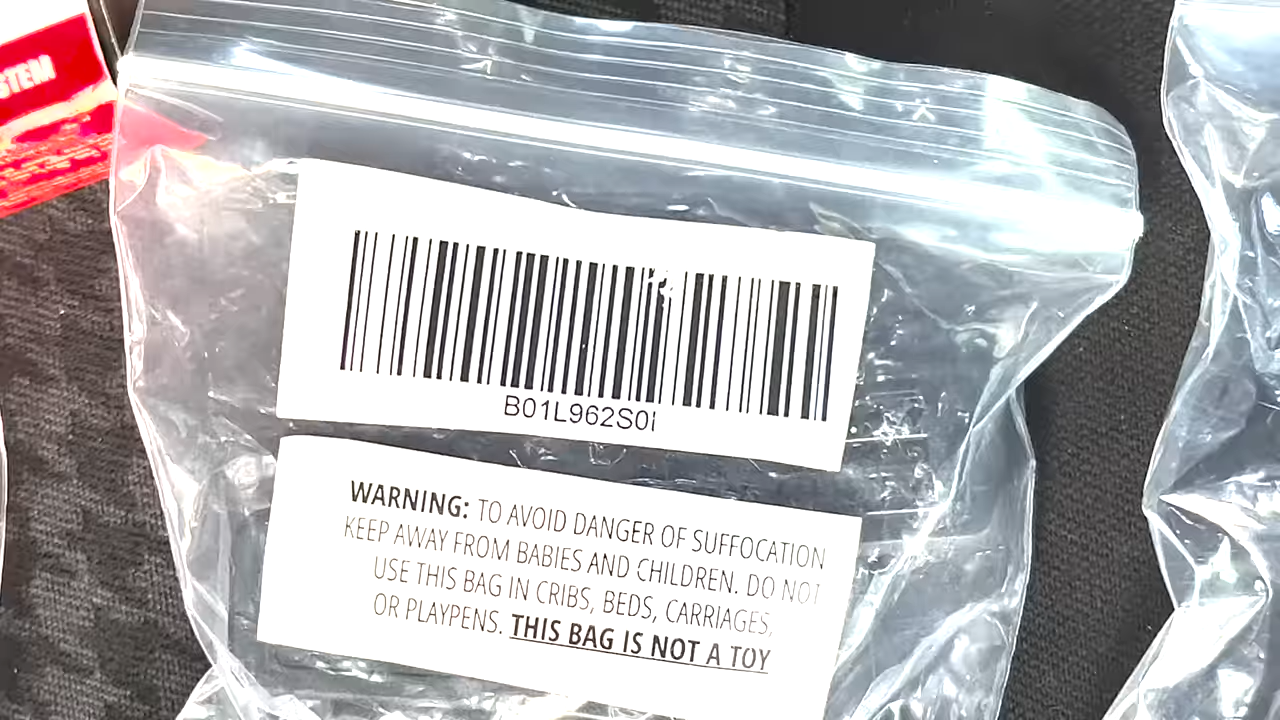 STEM
B01L962S0I
WARNING: TO AVOID DANGER OF SUFFOCATION
KEEP AWAY FROM BABIES AND CHILDREN. DO NOT
USE THIS BAG IN CRIBS, BEDS, CARRIAGES,
OR PLAYPENS. THIS BAG IS NOT A TOY